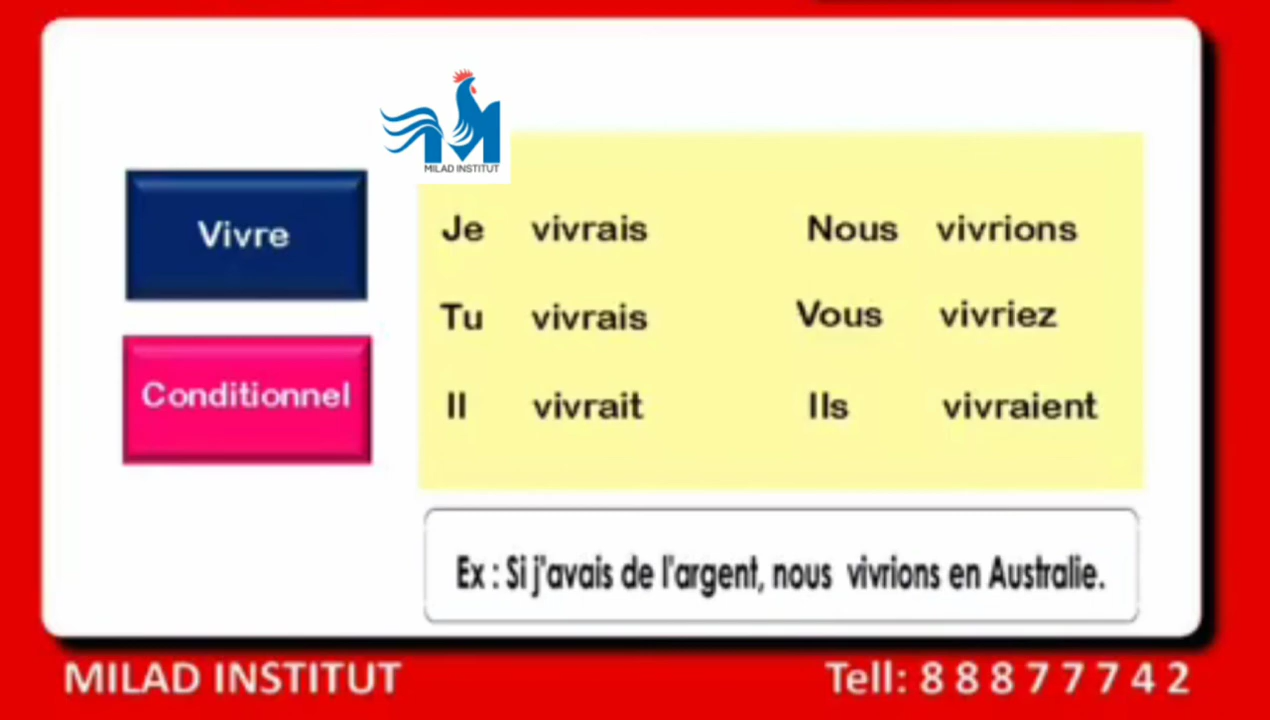 MILAD INSTITUT
Vivre
Conditionnel
Je vivrais Nous vivrions
Tu vivrais Vous vivriez
Il vivrait Ils vivraient
Ex : Si j'avais de l'argent, nous vivrions en Australie.
MILAD INSTITUT Tell: 8 8 8 7 7 7 4 2